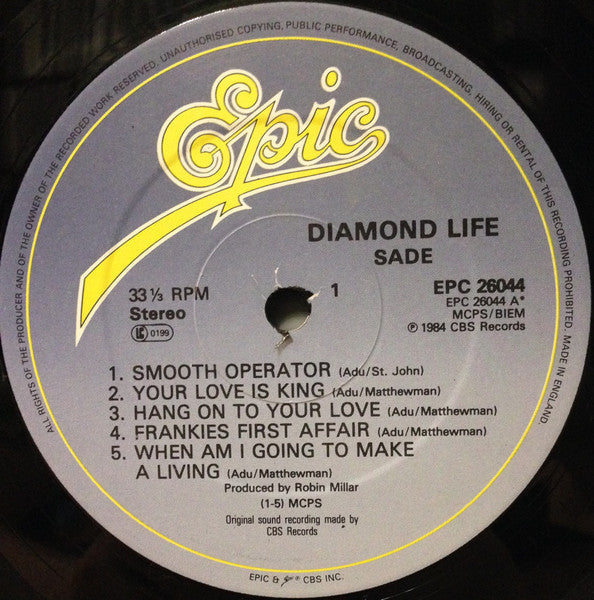 ALL RIGHTS OF THE PRODUCER AND OF THE OWNER OF THE RECORDED WORK RESERVED. UNAUTHORISED COPYING, PUBLIC PERFORMANCE, BROADCASTING, HIRING OR RENTAL OF THIS RECORDING PROHIBITED. MADE IN ENGLAND.
Epic
DIAMOND LIFE
SADE
33 1/3 RPM
Stereo
LC 0199
1
EPC 26044
EPC 26044 A*
MCPS/BIEM
℗ 1984 CBS Records
1. SMOOTH OPERATOR (Adu/St. John)
2. YOUR LOVE IS KING (Adu/Matthewman)
3. HANG ON TO YOUR LOVE (Adu/Matthewman)
4. FRANKIES FIRST AFFAIR (Adu/Matthewman)
5. WHEN AM I GOING TO MAKE
A LIVING (Adu/Matthewman)
Produced by Robin Millar
(1-5) MCPS
Original sound recording made by
CBS Records
EPIC & Epic ® CBS INC.